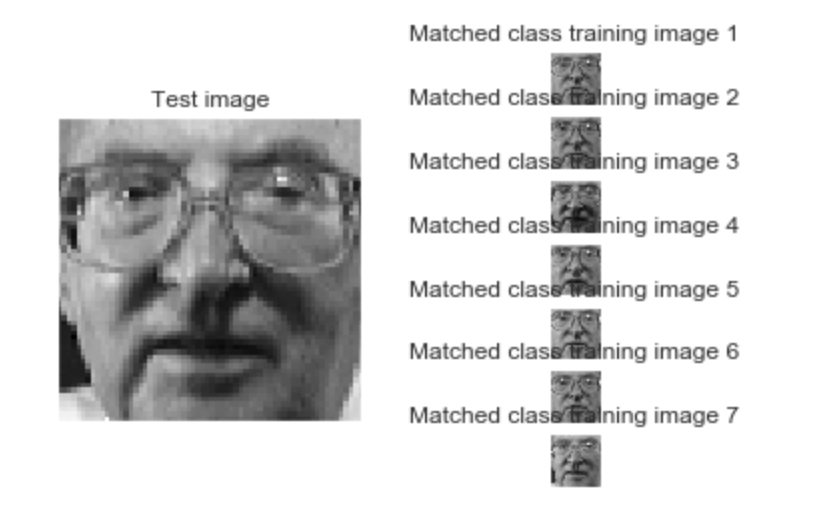 Test image
Matched class training image 1
Matched class training image 2
Matched class training image 3
Matched class training image 4
Matched class training image 5
Matched class training image 6
Matched class training image 7